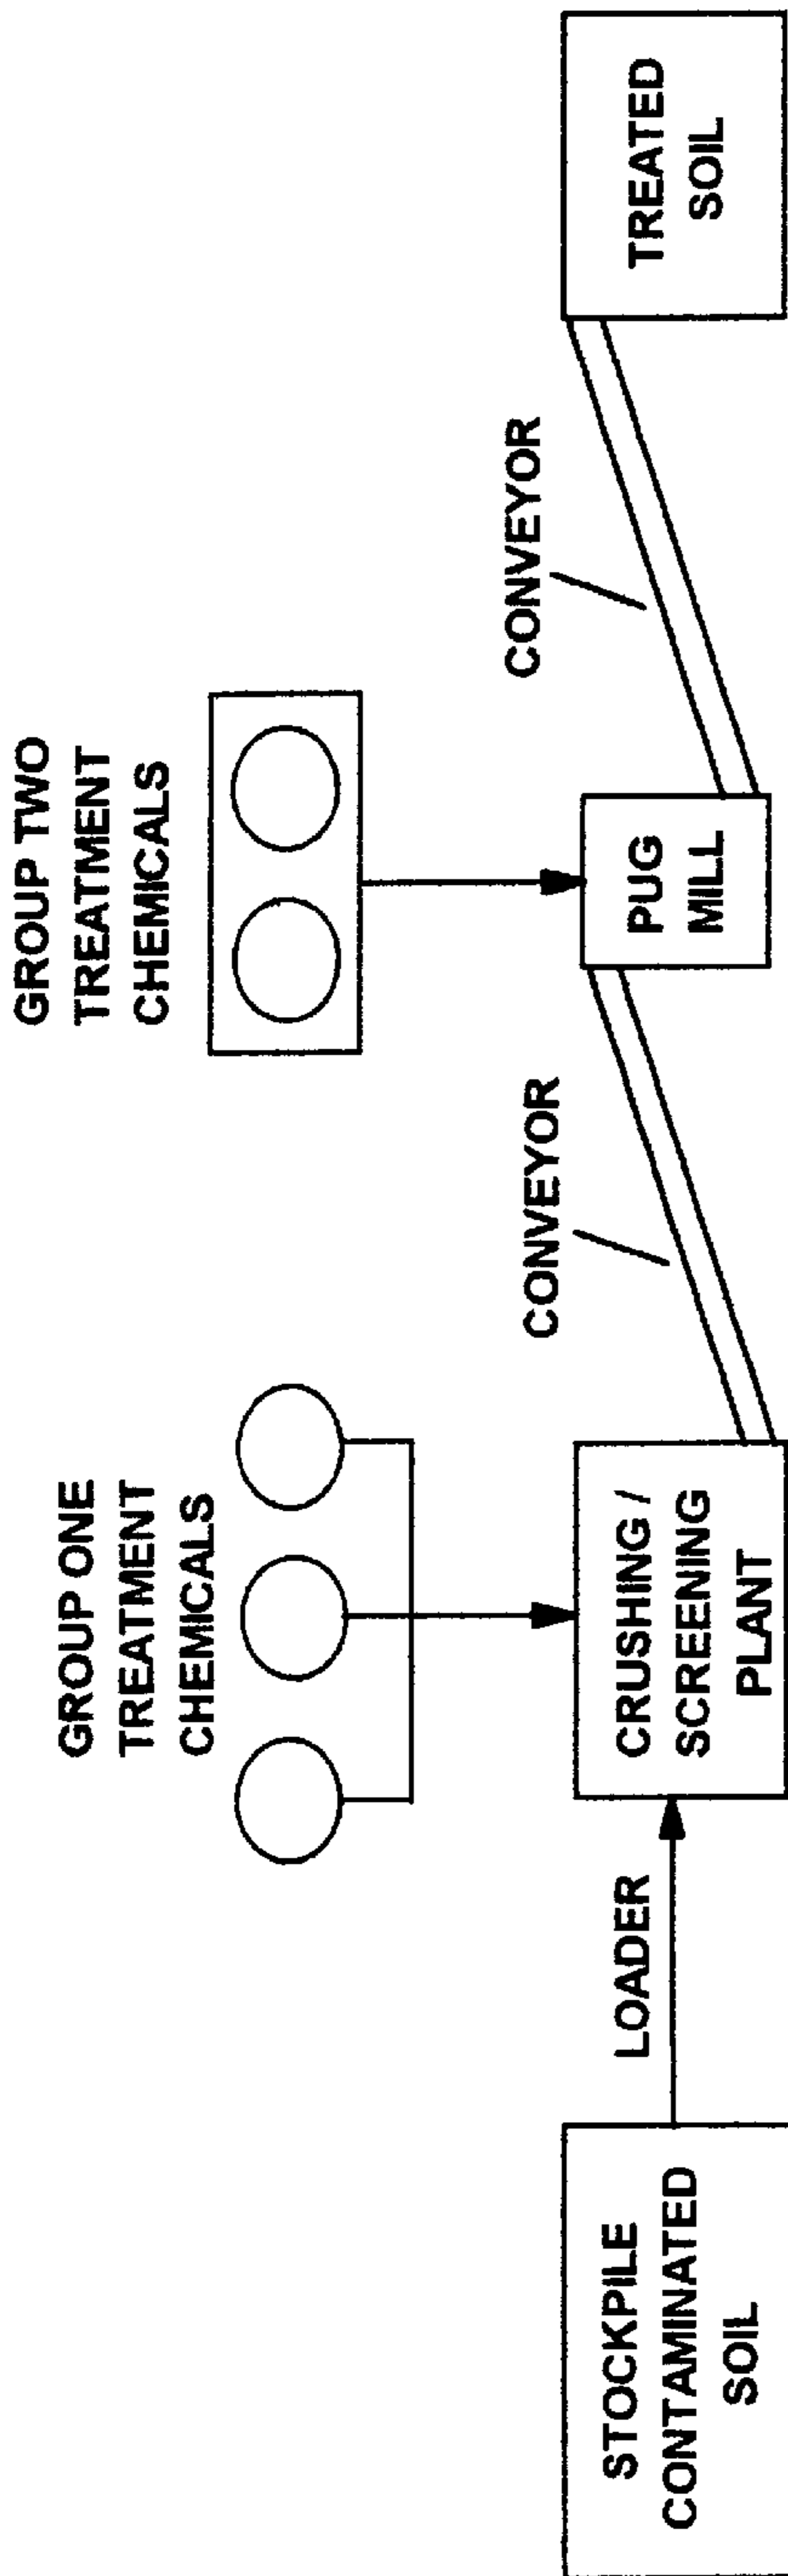 GROUP ONE
TREATMENT
CHEMICALS
GROUP TWO
TREATMENT
CHEMICALS
STOCKPILE
CONTAMINATED
SOIL
LOADER
CRUSHING /
SCREENING
PLANT
CONVEYOR
PUG
MILL
CONVEYOR
TREATED
SOIL